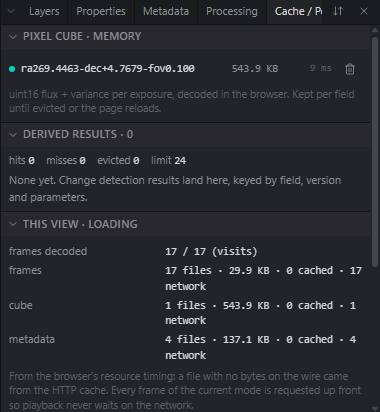 Layers Properties Metadata Processing Cache / P
PIXEL CUBE · MEMORY
ra269.4463-dec+4.7679-fov0.100 543.9 KB 9 ms
uint16 flux + variance per exposure, decoded in the browser. Kept per field
until evicted or the page reloads.
DERIVED RESULTS · 0
hits 0 misses 0 evicted 0 limit 24
None yet. Change detection results land here, keyed by field, version
and parameters.
THIS VIEW · LOADING
frames decoded 17 / 17 (visits)
frames 17 files · 29.9 KB · 0 cached · 17
network
cube 1 files · 543.9 KB · 0 cached · 1
network
metadata 4 files · 137.1 KB · 0 cached · 4
network
From the browser's resource timing: a file with no bytes on the wire came
from the HTTP cache. Every frame of the current mode is requested up front
so playback never waits on the network.